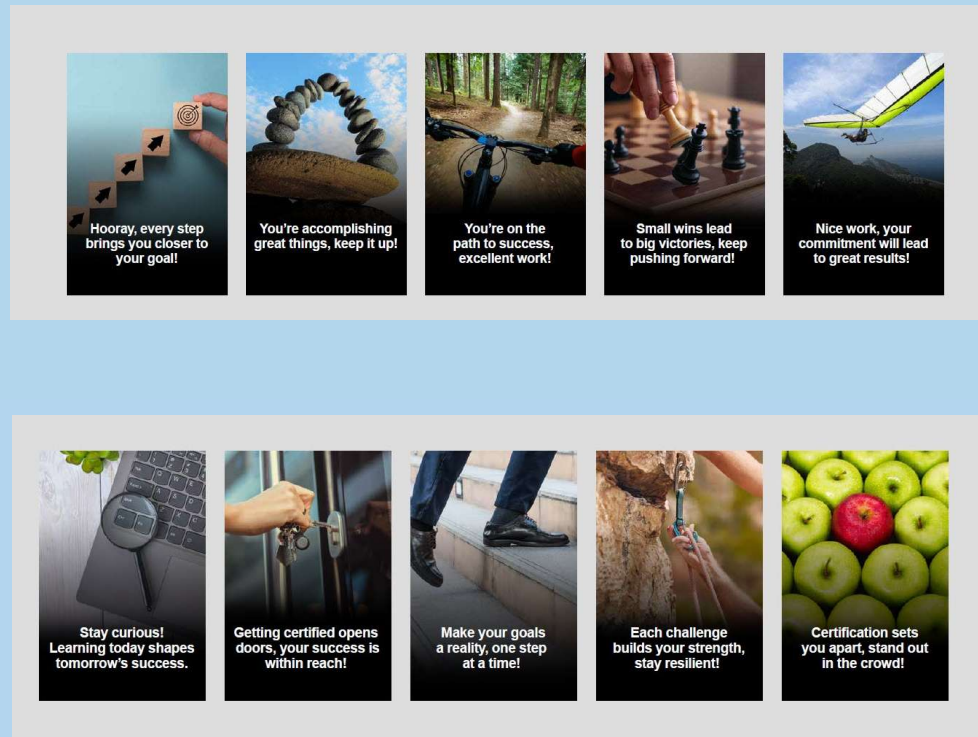 Hooray, every step
brings you closer to
your goal!
You're accomplishing
great things, keep it up!
You're on the
path to success,
excellent work!
Small wins lead
to big victories, keep
pushing forward!
Nice work, your
commitment will lead
to great results!
Stay curious!
Learning today shapes
tomorrow's success.
Getting certified opens
doors, your success is
within reach!
Make your goals
a reality, one step
at a time!
Each challenge
builds your strength,
stay resilient!
Certification sets
you apart, stand out
in the crowd!